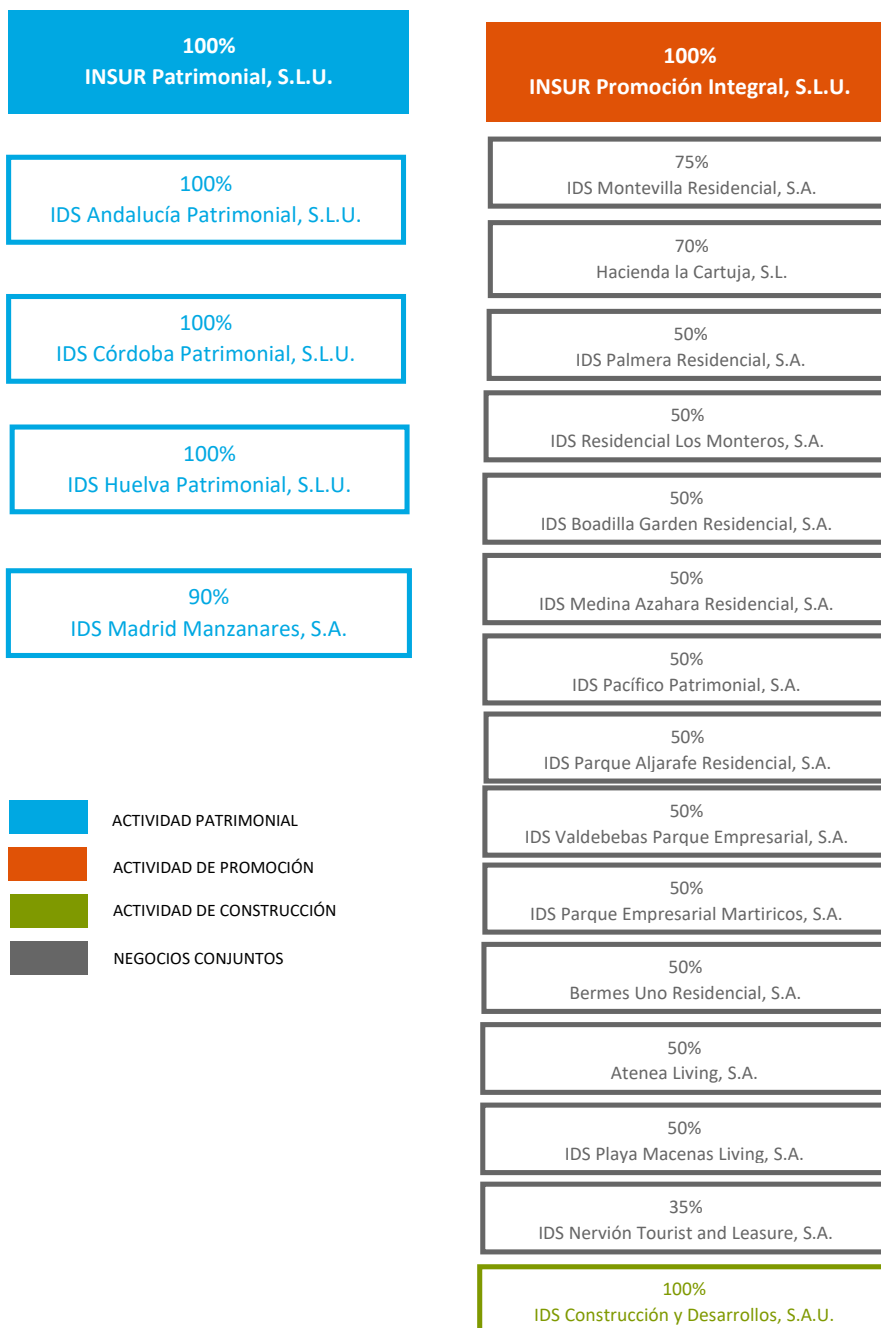 100%
INSUR Patrimonial, S.L.U.
100%
IDS Andalucía Patrimonial, S.L.U.
100%
IDS Córdoba Patrimonial, S.L.U.
100%
IDS Huelva Patrimonial, S.L.U.
90%
IDS Madrid Manzanares, S.A.
ACTIVIDAD PATRIMONIAL
ACTIVIDAD DE PROMOCIÓN
ACTIVIDAD DE CONSTRUCCIÓN
NEGOCIOS CONJUNTOS
100%
INSUR Promoción Integral, S.L.U.
75%
IDS Montevilla Residencial, S.A.
70%
Hacienda la Cartuja, S.L.
50%
IDS Palmera Residencial, S.A.
50%
IDS Residencial Los Monteros, S.A.
50%
IDS Boadilla Garden Residencial, S.A.
50%
IDS Medina Azahara Residencial, S.A.
50%
IDS Pacífico Patrimonial, S.A.
50%
IDS Parque Aljarafe Residencial, S.A.
50%
IDS Valdebebas Parque Empresarial, S.A.
50%
IDS Parque Empresarial Martiricos, S.A.
50%
Bermes Uno Residencial, S.A.
50%
Atenea Living, S.A.
50%
IDS Playa Macenas Living, S.A.
35%
IDS Nervión Tourist and Leasure, S.A.
100%
IDS Construcción y Desarrollos, S.A.U.